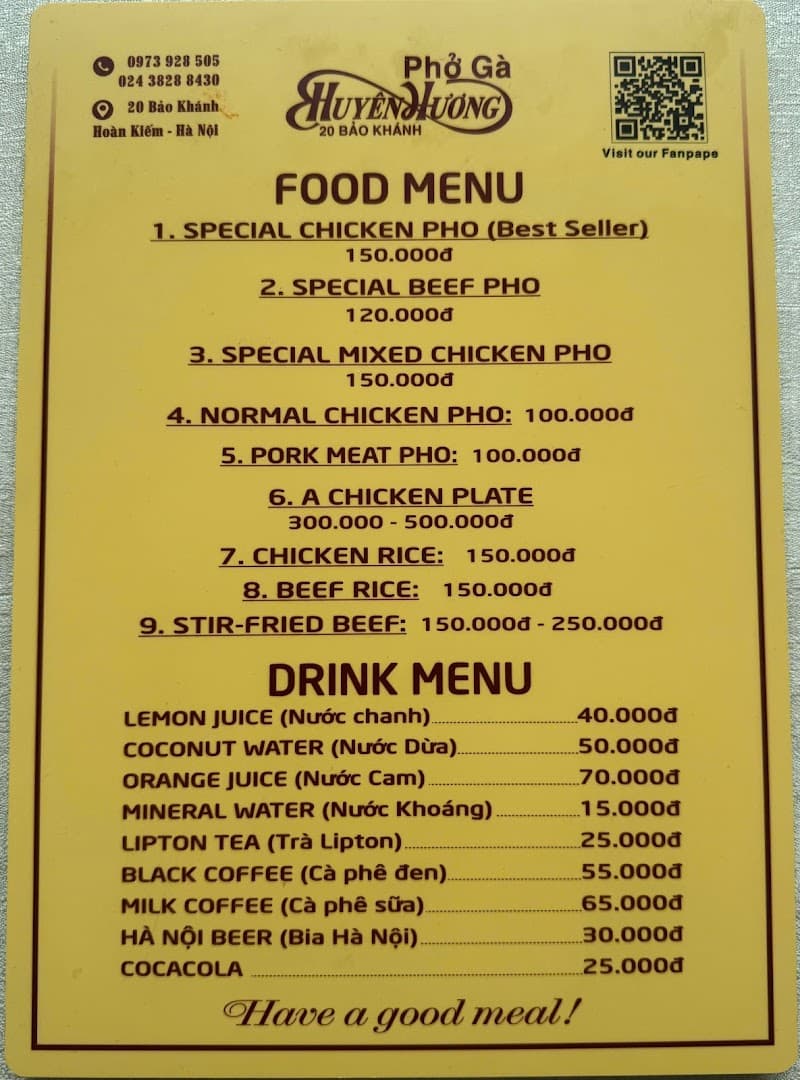 0973 928 505
024 3828 8430
20 Bảo Khánh
Hoàn Kiếm - Hà Nội
Phở Gà
HUYỀN HƯƠNG
20 BẢO KHÁNH
Visit our Fanpape
FOOD MENU
1. SPECIAL CHICKEN PHO (Best Seller)
150.000đ
2. SPECIAL BEEF PHO
120.000đ
3. SPECIAL MIXED CHICKEN PHO
150.000đ
4. NORMAL CHICKEN PHO: 100.000đ
5. PORK MEAT PHO: 100.000đ
6. A CHICKEN PLATE
300.000 - 500.000đ
7. CHICKEN RICE: 150.000đ
8. BEEF RICE: 150.000đ
9. STIR-FRIED BEEF: 150.000đ - 250.000đ
DRINK MENU
LEMON JUICE (Nước chanh) 40.000đ
COCONUT WATER (Nước Dừa) 50.000đ
ORANGE JUICE (Nước Cam) 70.000đ
MINERAL WATER (Nước Khoáng) 15.000đ
LIPTON TEA (Trà Lipton) 25.000đ
BLACK COFFEE (Cà phê đen) 55.000đ
MILK COFFEE (Cà phê sữa) 65.000đ
HÀ NỘI BEER (Bia Hà Nội) 30.000đ
COCACOLA 25.000đ
Have a good meal!